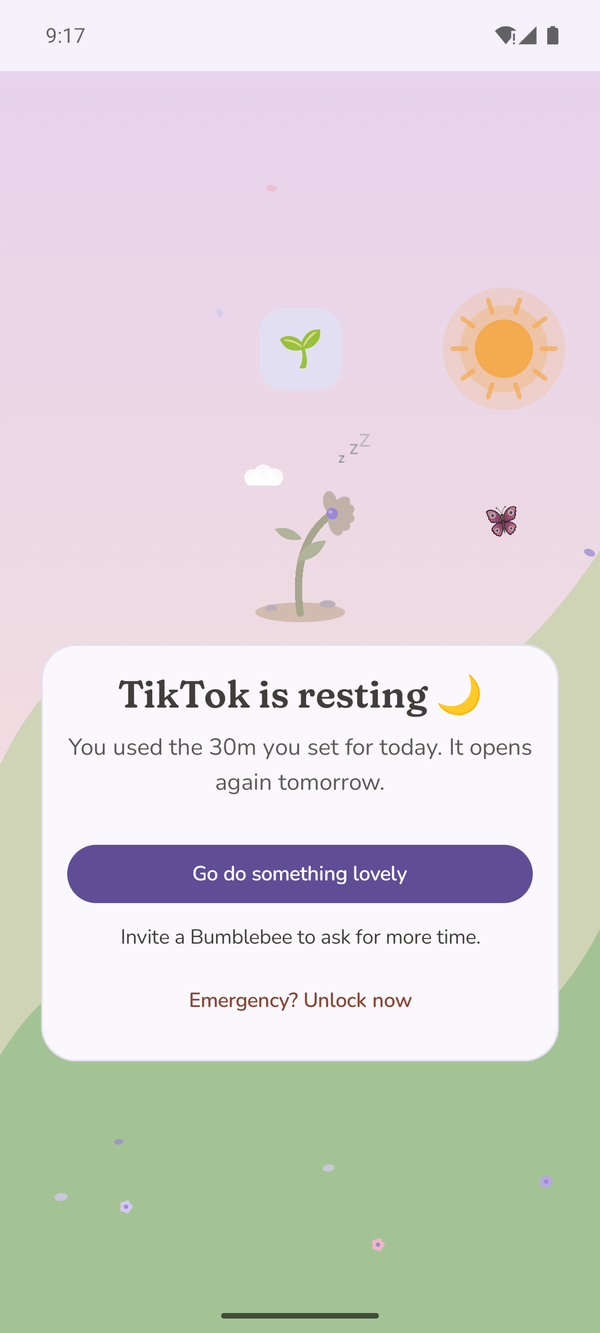 9:17
z z Z
TikTok is resting 🌙
You used the 30m you set for today. It opens
again tomorrow.
Go do something lovely
Invite a Bumblebee to ask for more time.
Emergency? Unlock now